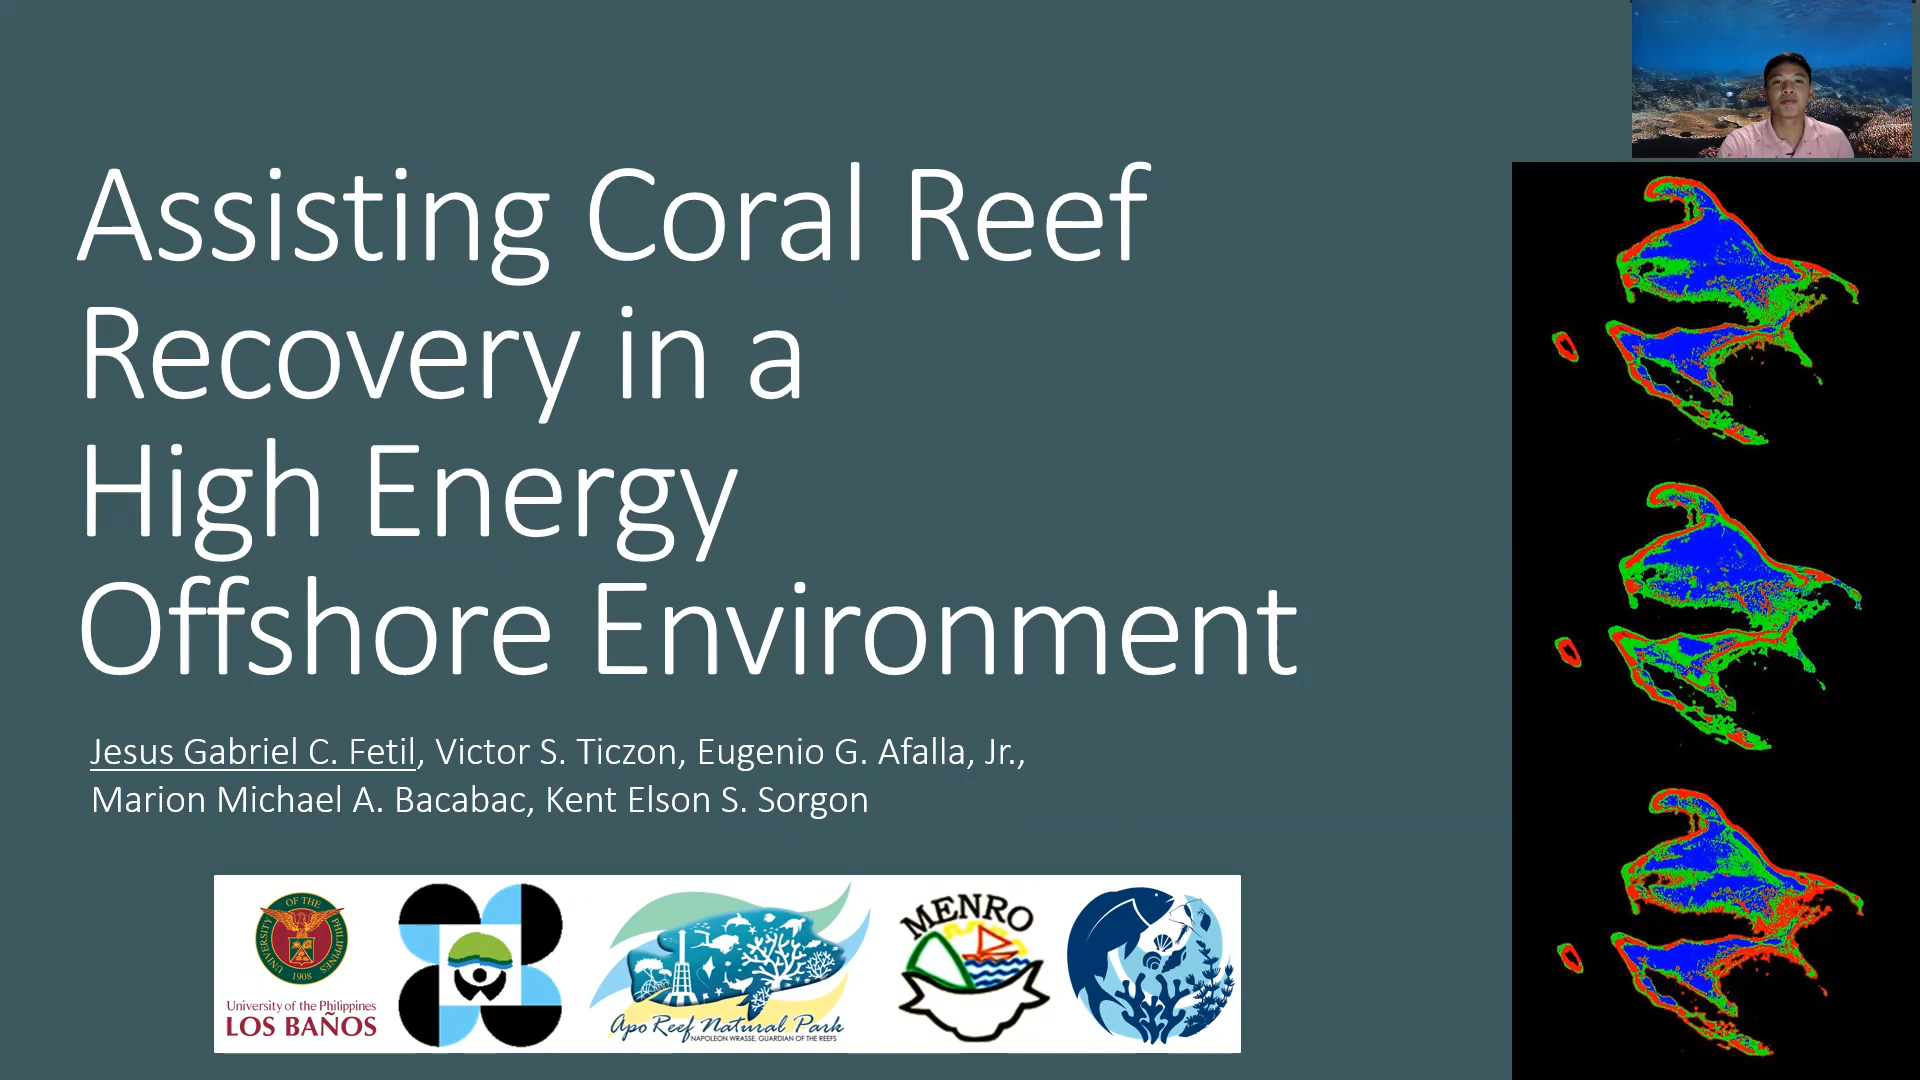 Assisting Coral Reef
Recovery in a
High Energy
Offshore Environment
Jesus Gabriel C. Fetil, Victor S. Ticzon, Eugenio G. Afalla, Jr.,
Marion Michael A. Bacabac, Kent Elson S. Sorgon
UNIVERSITY OF THE PHILIPPINES
1908
University of the Philippines
LOS BAÑOS
Apo Reef Natural Park
NAPOLEON WRASSE, GUARDIAN OF THE REEFS
MENRO